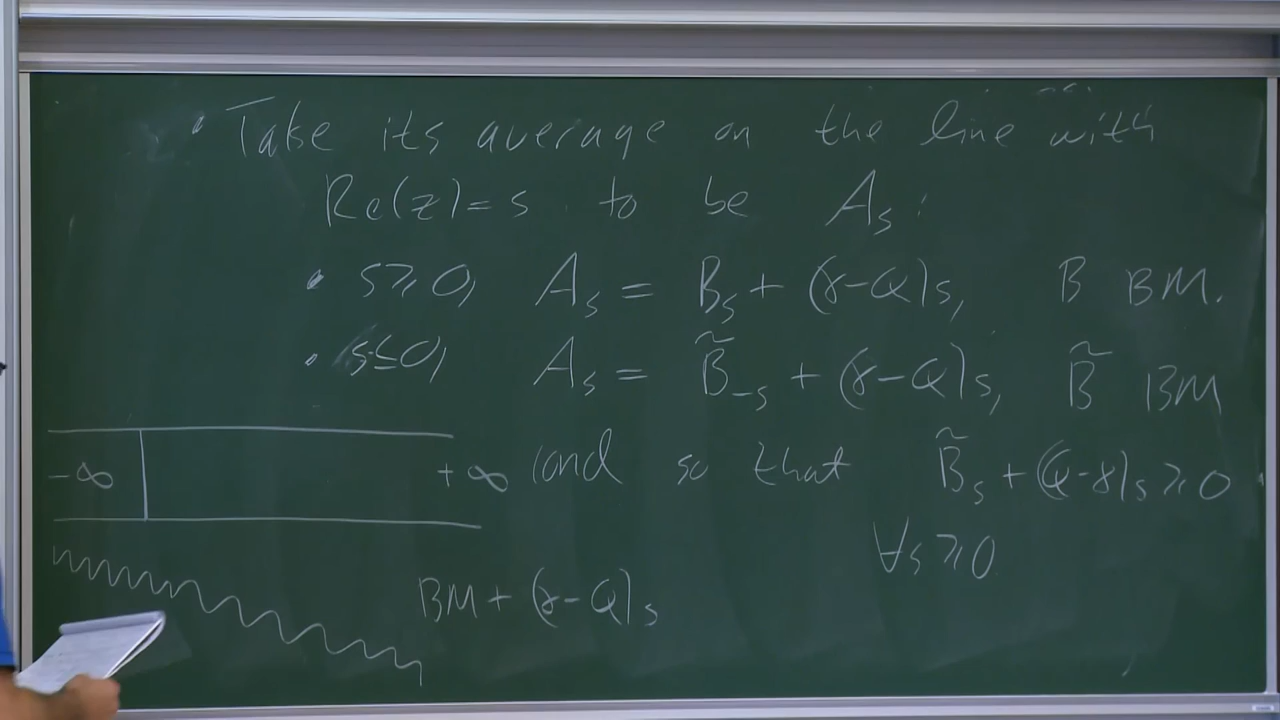 • Take its average on the line with
Re(z)=s to be A_s:
• s≥0, A_s = B_s + (γ-Q)s, B BM.
• s≤0, A_s = B̃_{-s} + (γ-Q)s, B̃ BM
cond so that B̃_s + (Q-γ)s ≥ 0
∀s≥0
-∞ +∞
BM + (γ-Q)s